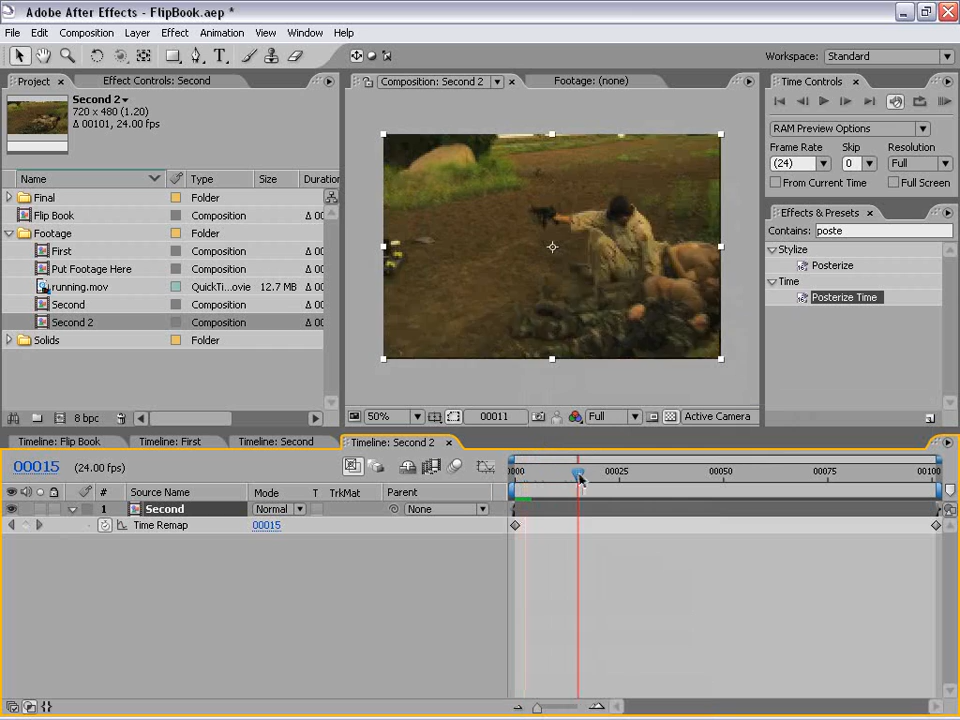 Adobe After Effects - FlipBook.aep *
File Edit Composition Layer Effect Animation View Window Help
Workspace: Standard
Project × Effect Controls: Second
Second 2▾
720 x 480 (1.20)
Δ 00101, 24.00 fps
Name Type Size Duratio
Final Folder
Flip Book Composition Δ 00
Footage Folder
First Composition Δ 00
Put Footage Here Composition Δ 00
running.mov QuickTi...ovie 12.7 MB Δ 00
Second Composition Δ 00
Second 2 Composition Δ 00
Solids Folder
8 bpc
Composition: Second 2 × Footage: (none)
50% 00011 Full Active Camera
Time Controls ×
RAM Preview Options
Frame Rate Skip Resolution
(24) 0 Full
From Current Time Full Screen
Effects & Presets ×
Contains: poste
Stylize
Posterize
Time
Posterize Time
Timeline: Flip Book Timeline: First Timeline: Second Timeline: Second 2 ×
00015 (24.00 fps)
0000 00025 00050 00075 00100
# Source Name Mode T TrkMat Parent
1 Second Normal None
Time Remap 00015